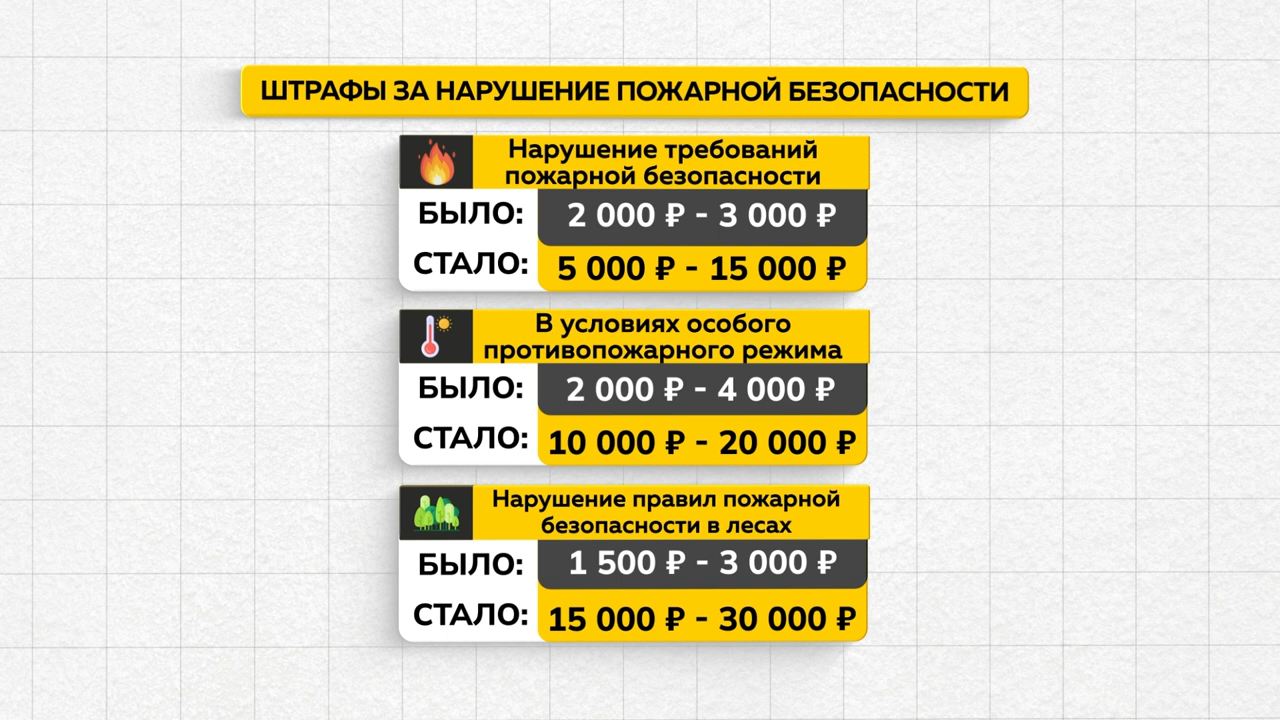 ШТРАФЫ ЗА НАРУШЕНИЕ ПОЖАРНОЙ БЕЗОПАСНОСТИ
Нарушение требований
пожарной безопасности
БЫЛО: 2 000 ₽ - 3 000 ₽
СТАЛО: 5 000 ₽ - 15 000 ₽
В условиях особого
противопожарного режима
БЫЛО: 2 000 ₽ - 4 000 ₽
СТАЛО: 10 000 ₽ - 20 000 ₽
Нарушение правил пожарной
безопасности в лесах
БЫЛО: 1 500 ₽ - 3 000 ₽
СТАЛО: 15 000 ₽ - 30 000 ₽